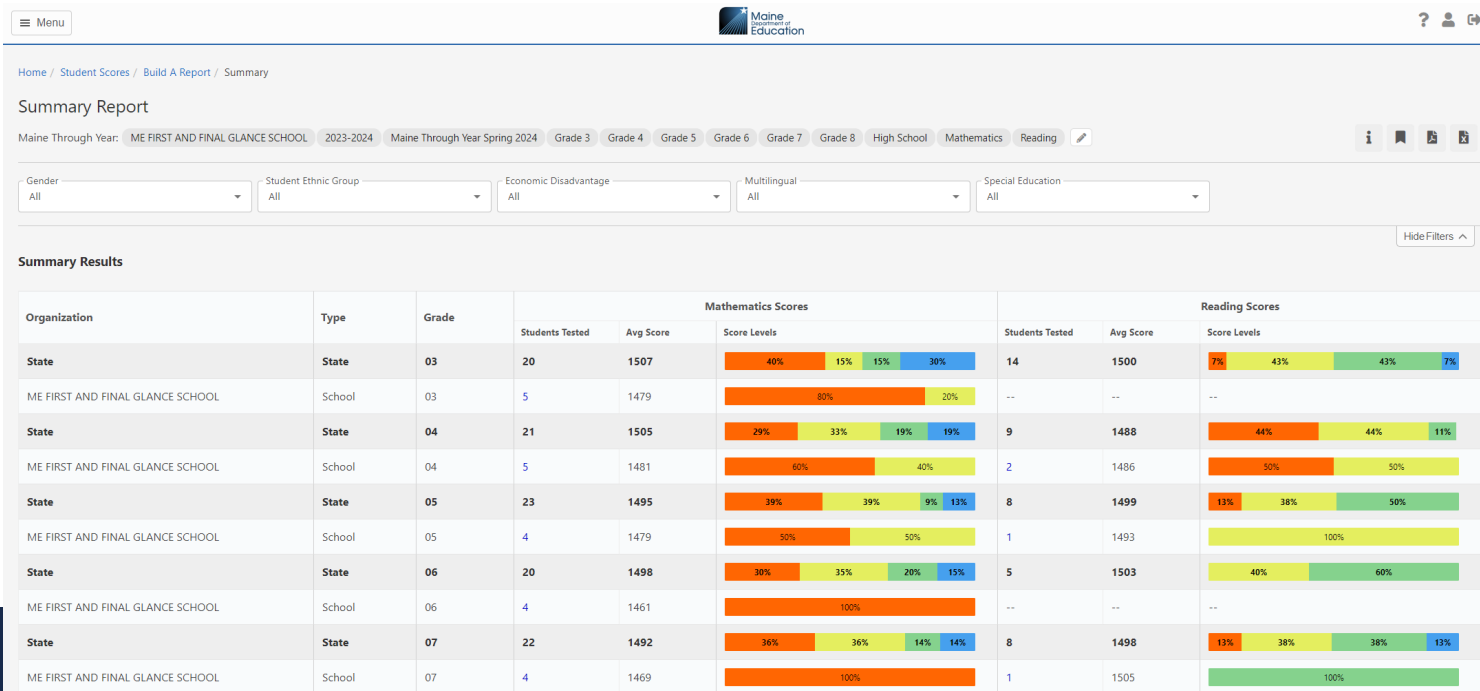 Menu
Maine
Department of
Education
?
Home / Student Scores / Build A Report / Summary
Summary Report
Maine Through Year: ME FIRST AND FINAL GLANCE SCHOOL 2023-2024 Maine Through Year Spring 2024 Grade 3 Grade 4 Grade 5 Grade 6 Grade 7 Grade 8 High School Mathematics Reading
Gender Student Ethnic Group Economic Disadvantage Multilingual Special Education
All All All All All
Hide Filters
Summary Results
Mathematics Scores Reading Scores
Organization Type Grade
Students Tested Avg Score Score Levels Students Tested Avg Score Score Levels
State State 03 20 1507 40% 15% 15% 30% 14 1500 7% 43% 43% 7%
ME FIRST AND FINAL GLANCE SCHOOL School 03 5 1479 80% 20% -- -- --
State State 04 21 1505 29% 33% 19% 19% 9 1488 44% 44% 11%
ME FIRST AND FINAL GLANCE SCHOOL School 04 5 1481 60% 40% 2 1486 50% 50%
State State 05 23 1495 39% 39% 9% 13% 8 1499 13% 38% 50%
ME FIRST AND FINAL GLANCE SCHOOL School 05 4 1479 50% 50% 1 1493 100%
State State 06 20 1498 30% 35% 20% 15% 5 1503 40% 60%
ME FIRST AND FINAL GLANCE SCHOOL School 06 4 1461 100% -- -- --
State State 07 22 1492 36% 36% 14% 14% 8 1498 13% 38% 38% 13%
ME FIRST AND FINAL GLANCE SCHOOL School 07 4 1469 100% 1 1505 100%